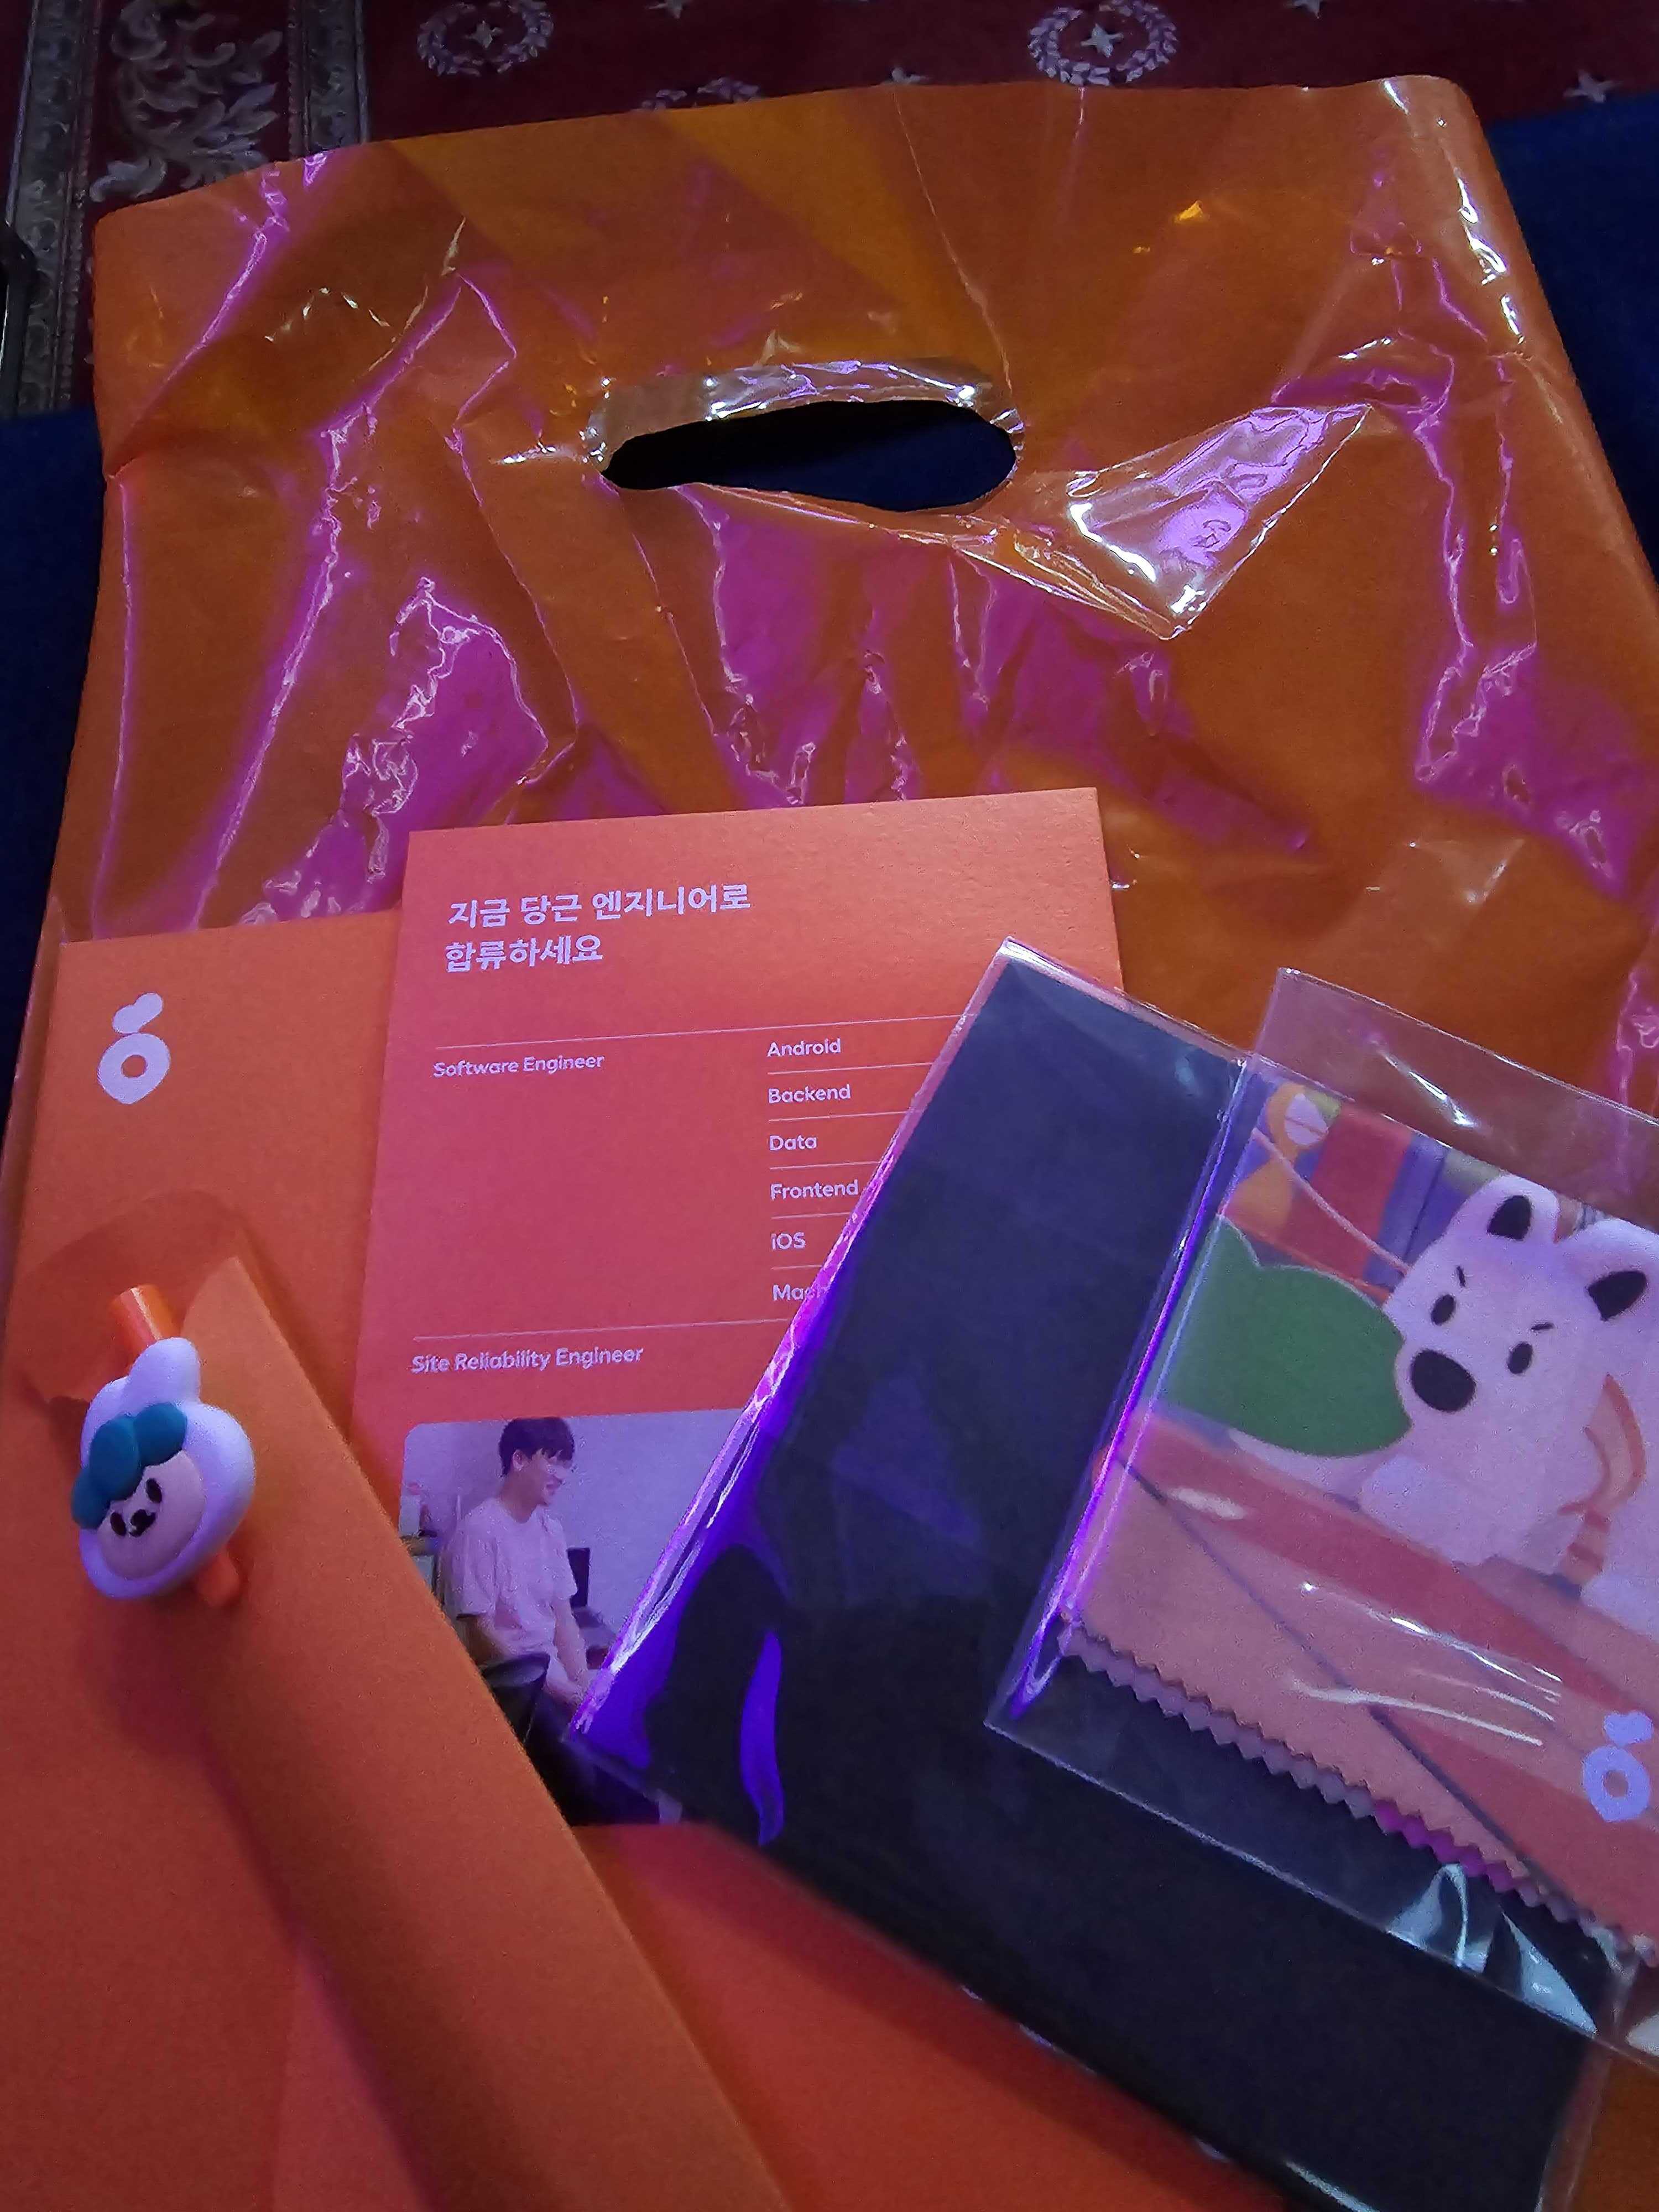 지금 당근 엔지니어로
합류하세요
Software Engineer
Android
Backend
Data
Frontend
iOS
Site Reliability Engineer